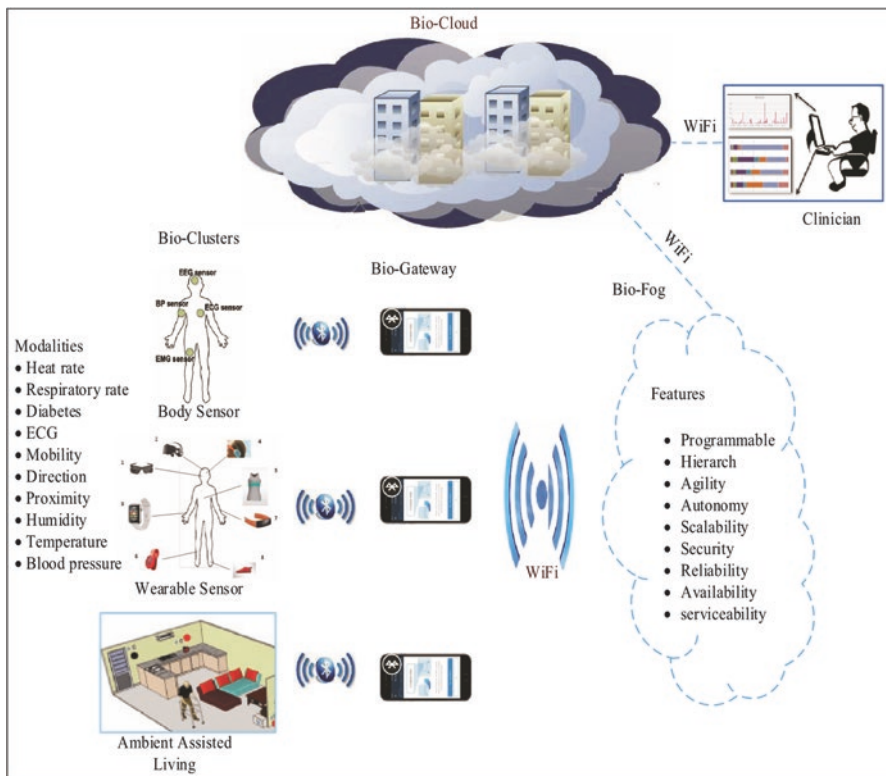 Bio-Cloud
WiFi
Clinician
WiFi
Bio-Clusters
Bio-Gateway
Bio-Fog
EEG sensor
BP sensor
ECG sensor
EMG sensor
Body Sensor
Modalities
• Heat rate
• Respiratory rate
• Diabetes
• ECG
• Mobility
• Direction
• Proximity
• Humidity
• Temperature
• Blood pressure
Wearable Sensor
Ambient Assisted
Living
WiFi
Features
• Programmable
• Hierarch
• Agility
• Autonomy
• Scalability
• Security
• Reliability
• Availability
• serviceability